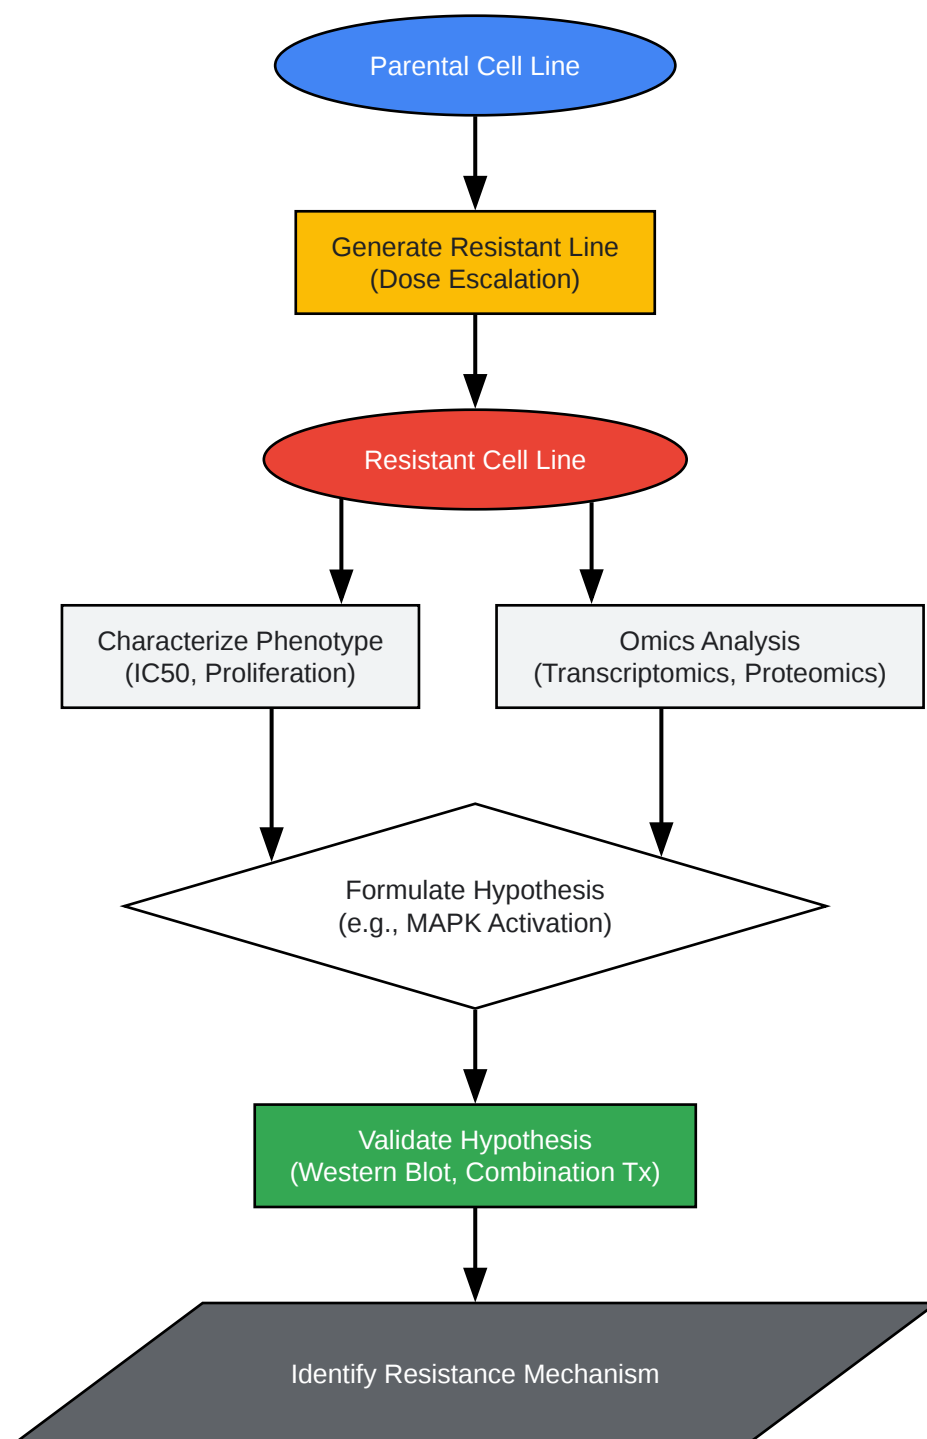 Parental Cell Line
Generate Resistant Line
(Dose Escalation)
Resistant Cell Line
Characterize Phenotype
(IC50, Proliferation)
Omics Analysis
(Transcriptomics, Proteomics)
Formulate Hypothesis
(e.g., MAPK Activation)
Validate Hypothesis
(Western Blot, Combination Tx)
Identify Resistance Mechanism